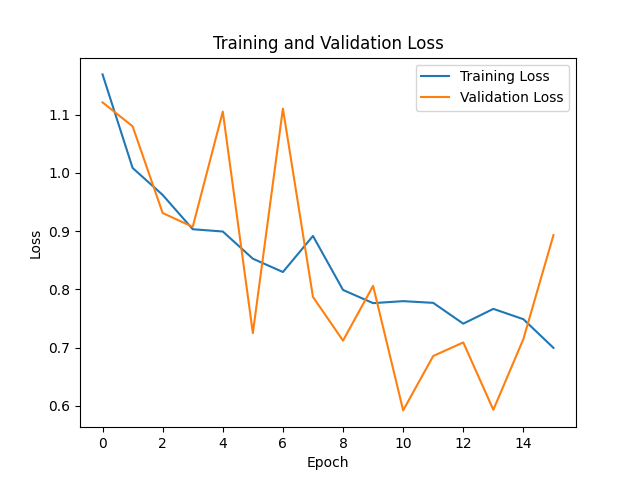 Training and Validation Loss
Training Loss
Validation Loss
1.1
1.0
0.9
0.8
0.7
0.6
Loss
0 2 4 6 8 10 12 14
Epoch